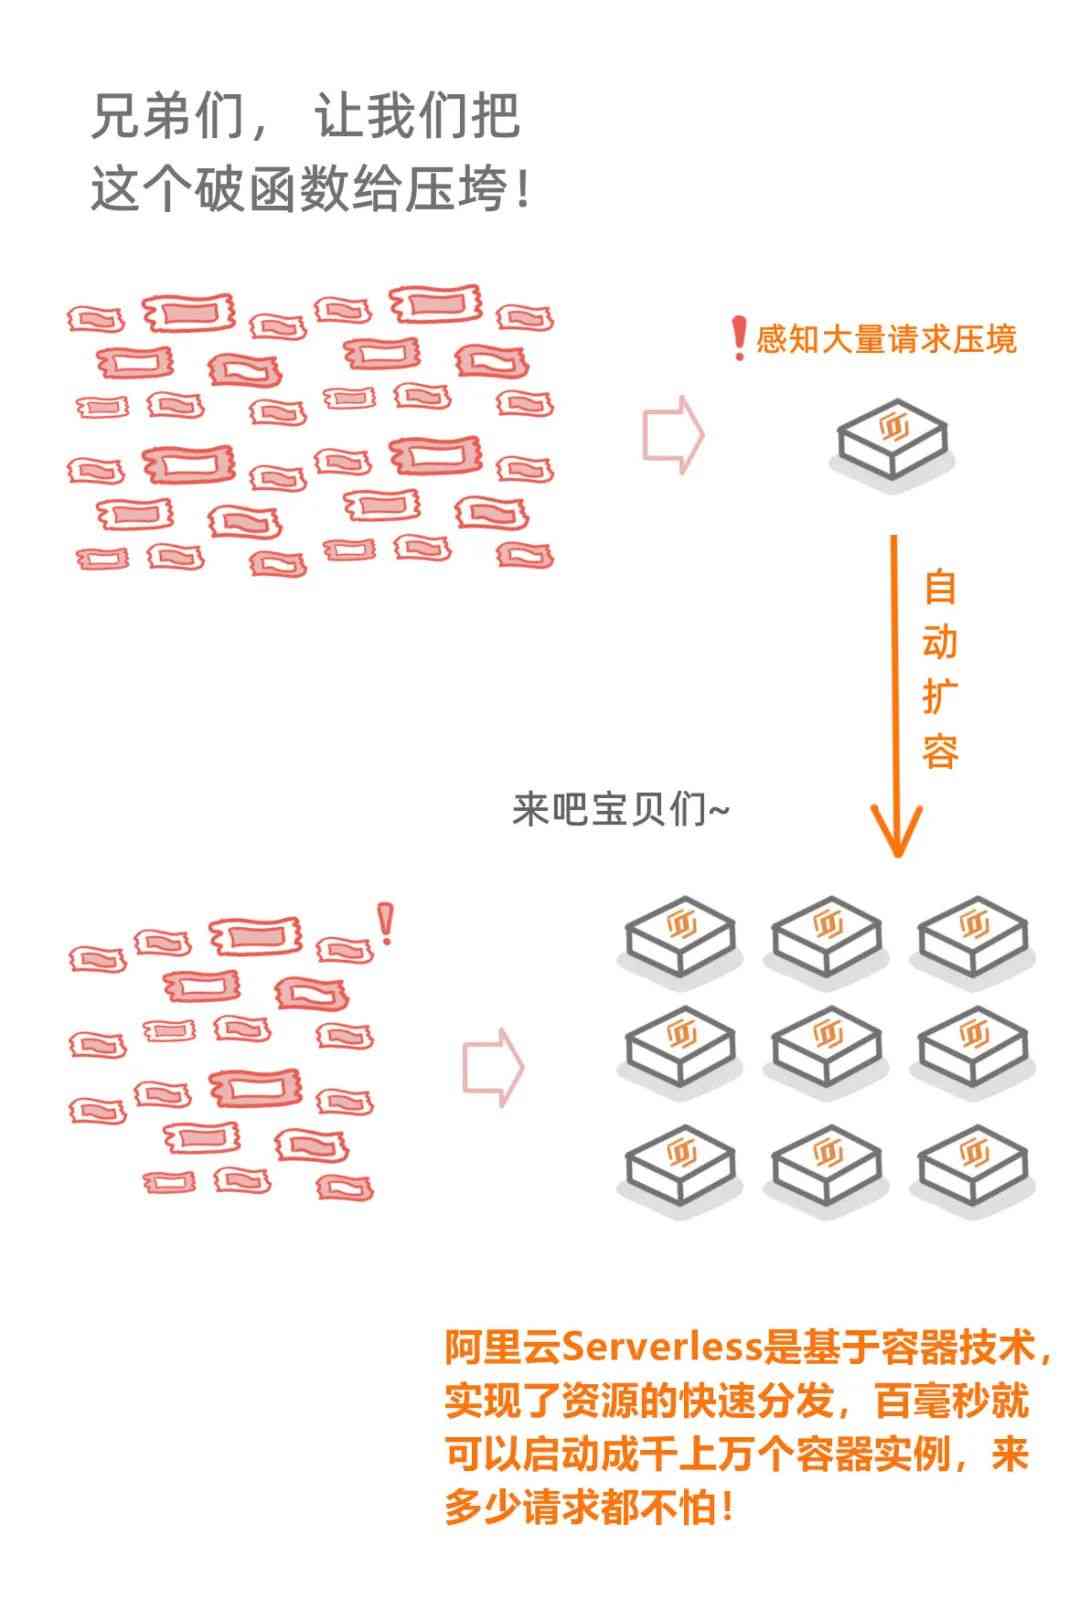 兄弟们， 让我们把
这个破函数给压垮！
感知大量请求压境
自动扩容
来吧宝贝们~
阿里云Serverless是基于容器技术，
实现了资源的快速分发，百毫秒就
可以启动成千上万个容器实例，来
多少请求都不怕！